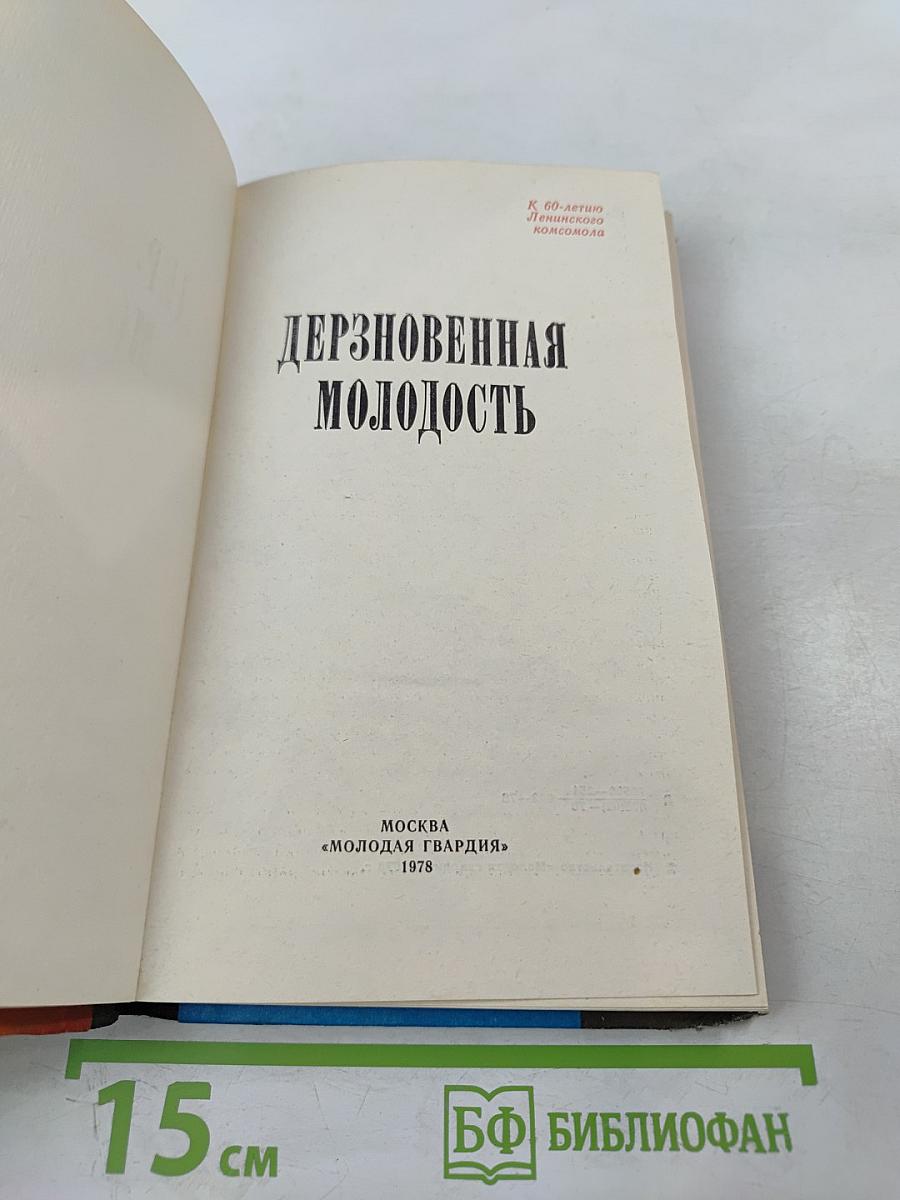 К 60-летию
Ленинского
комсомола
ДЕРЗНОВЕННАЯ
МОЛОДОСТЬ
МОСКВА
«МОЛОДАЯ ГВАРДИЯ»
1978
15 см
БФ БИБЛИОФАН